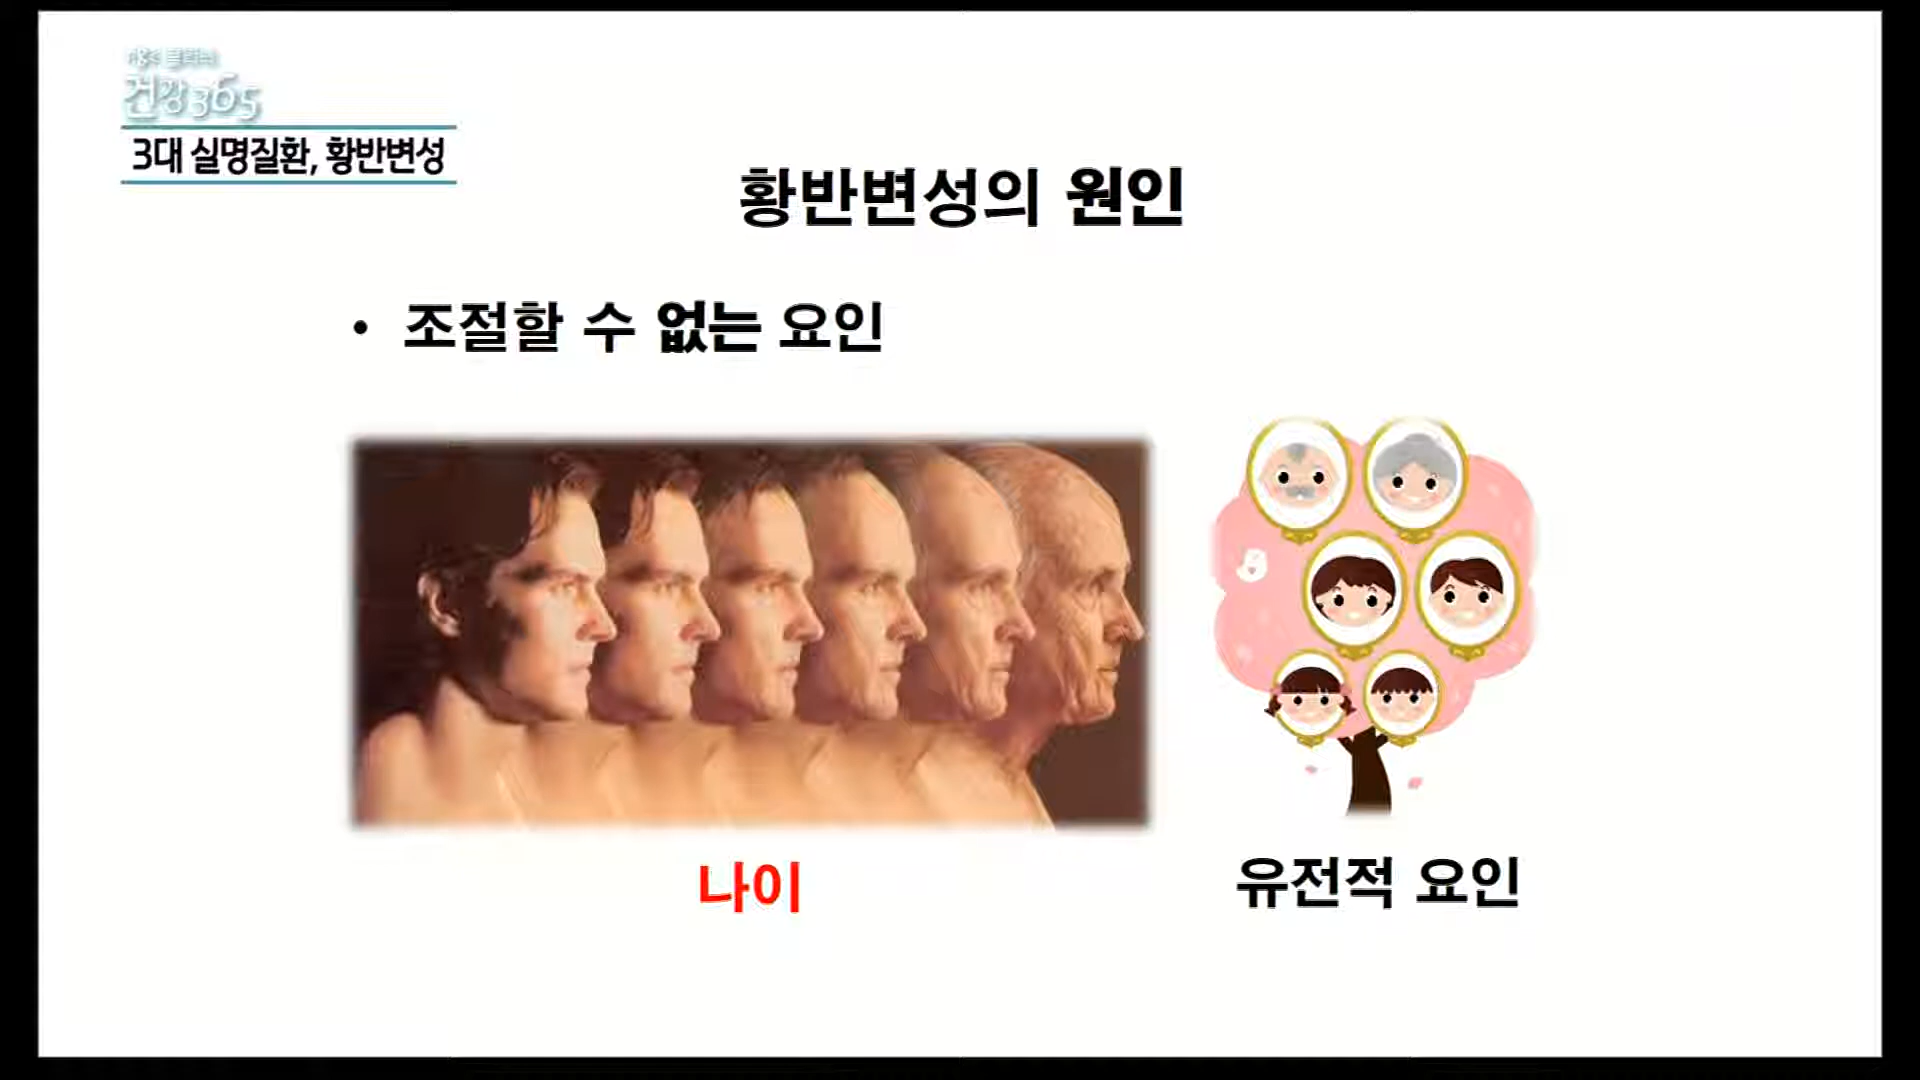 건강365
3대 실명질환, 황반변성
황반변성의 원인
• 조절할 수 없는 요인
나이
유전적 요인